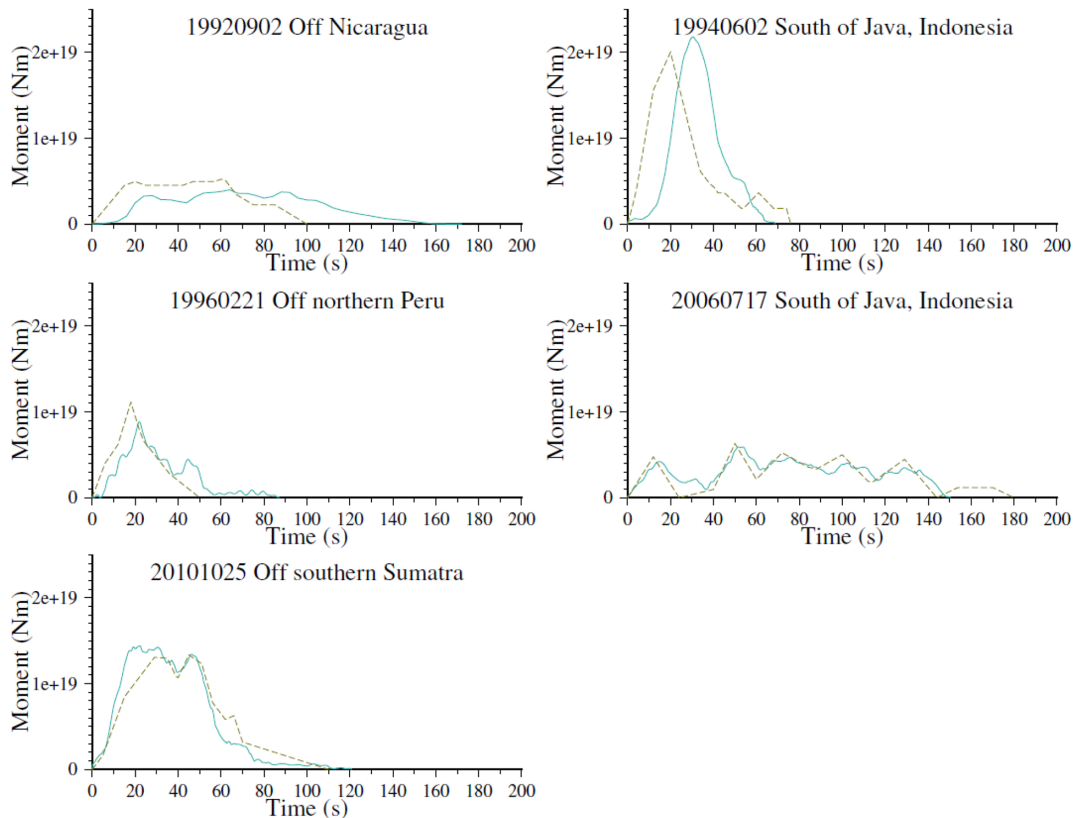 19920902 Off Nicaragua
Moment (Nm)
2e+19
1e+19
0
0 20 40 60 80 100 120 140 160 180 200
Time (s)
19940602 South of Java, Indonesia
Moment (Nm)
2e+19
1e+19
0
0 20 40 60 80 100 120 140 160 180 200
Time (s)
19960221 Off northern Peru
Moment (Nm)
2e+19
1e+19
0
0 20 40 60 80 100 120 140 160 180 200
Time (s)
20060717 South of Java, Indonesia
Moment (Nm)
2e+19
1e+19
0
0 20 40 60 80 100 120 140 160 180 200
Time (s)
20101025 Off southern Sumatra
Moment (Nm)
2e+19
1e+19
0
0 20 40 60 80 100 120 140 160 180 200
Time (s)